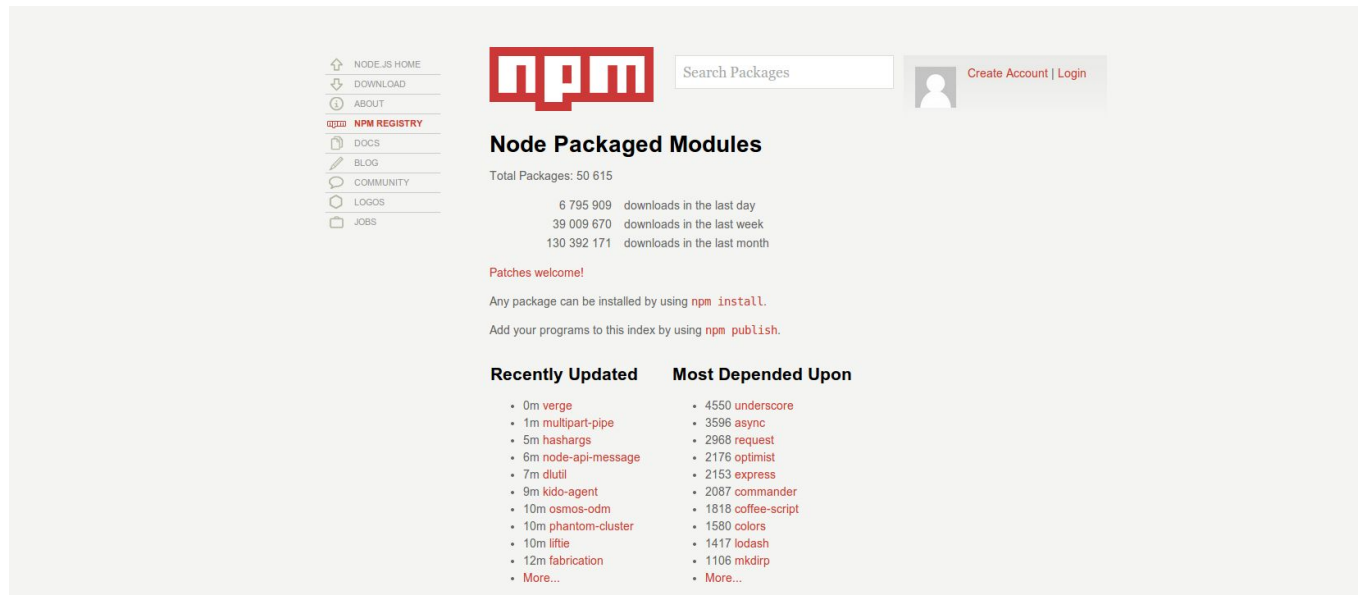 NODE.JS HOME
DOWNLOAD
ABOUT
npm NPM REGISTRY
DOCS
BLOG
COMMUNITY
LOGOS
JOBS
npm
Search Packages
Create Account | Login
Node Packaged Modules
Total Packages: 50 615
6 795 909 downloads in the last day
39 009 670 downloads in the last week
130 392 171 downloads in the last month
Patches welcome!
Any package can be installed by using npm install.
Add your programs to this index by using npm publish.
Recently Updated
• 0m verge
• 1m multipart-pipe
• 5m hashargs
• 6m node-api-message
• 7m dlutil
• 9m kido-agent
• 10m osmos-odm
• 10m phantom-cluster
• 10m liftie
• 12m fabrication
• More...
Most Depended Upon
• 4550 underscore
• 3596 async
• 2968 request
• 2176 optimist
• 2153 express
• 2087 commander
• 1818 coffee-script
• 1580 colors
• 1417 lodash
• 1106 mkdirp
• More...